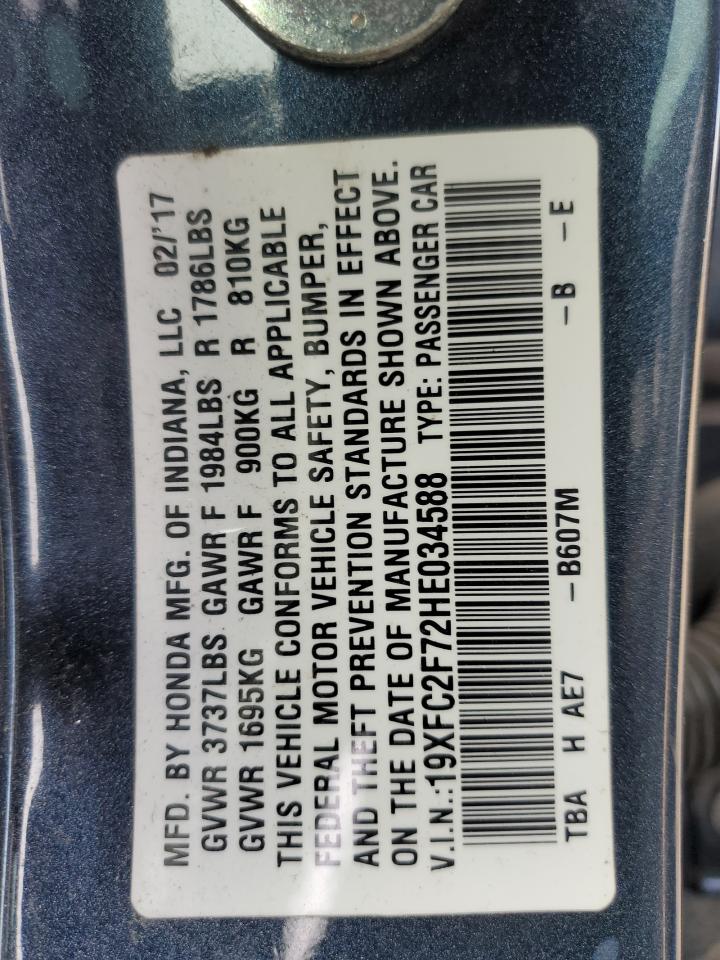 MFD. BY HONDA MFG. OF INDIANA, LLC 02/'17
GVWR 3737LBS GAWR F 1984LBS R 1786LBS
GVWR 1695KG GAWR F 900KG R 810KG
THIS VEHICLE CONFORMS TO ALL APPLICABLE
FEDERAL MOTOR VEHICLE SAFETY, BUMPER,
AND THEFT PREVENTION STANDARDS IN EFFECT
ON THE DATE OF MANUFACTURE SHOWN ABOVE.
V.I.N.:19XFC2F72HE034588 TYPE: PASSENGER CAR
TBA H AE7 -B607M -B -E